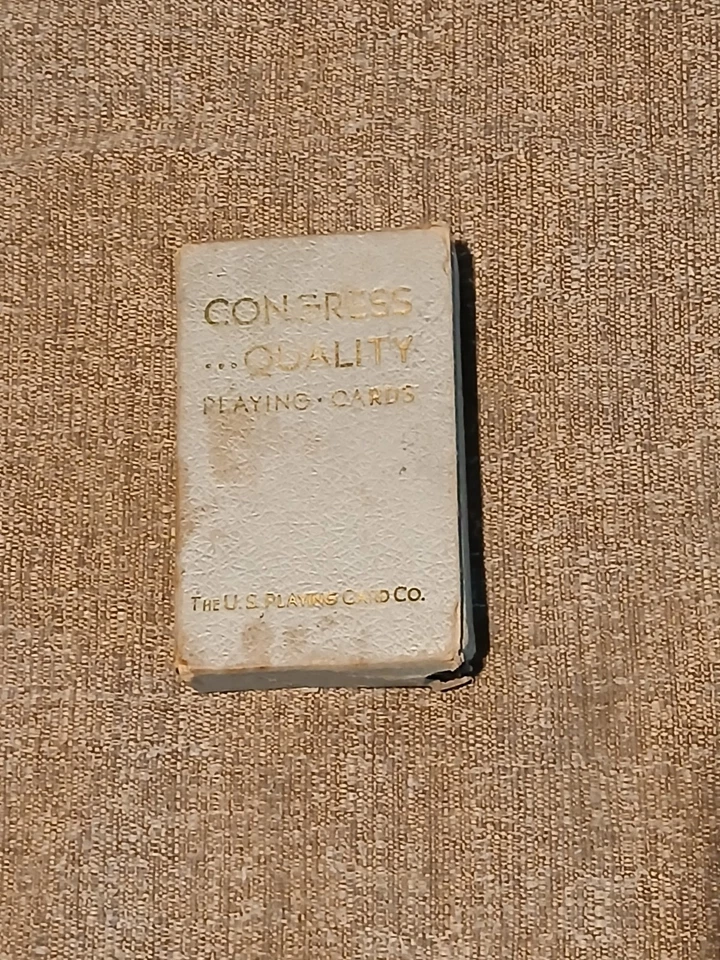 CONGRESS
...QUALITY
PLAYING · CARDS
THE U.S. PLAYING CARD CO.